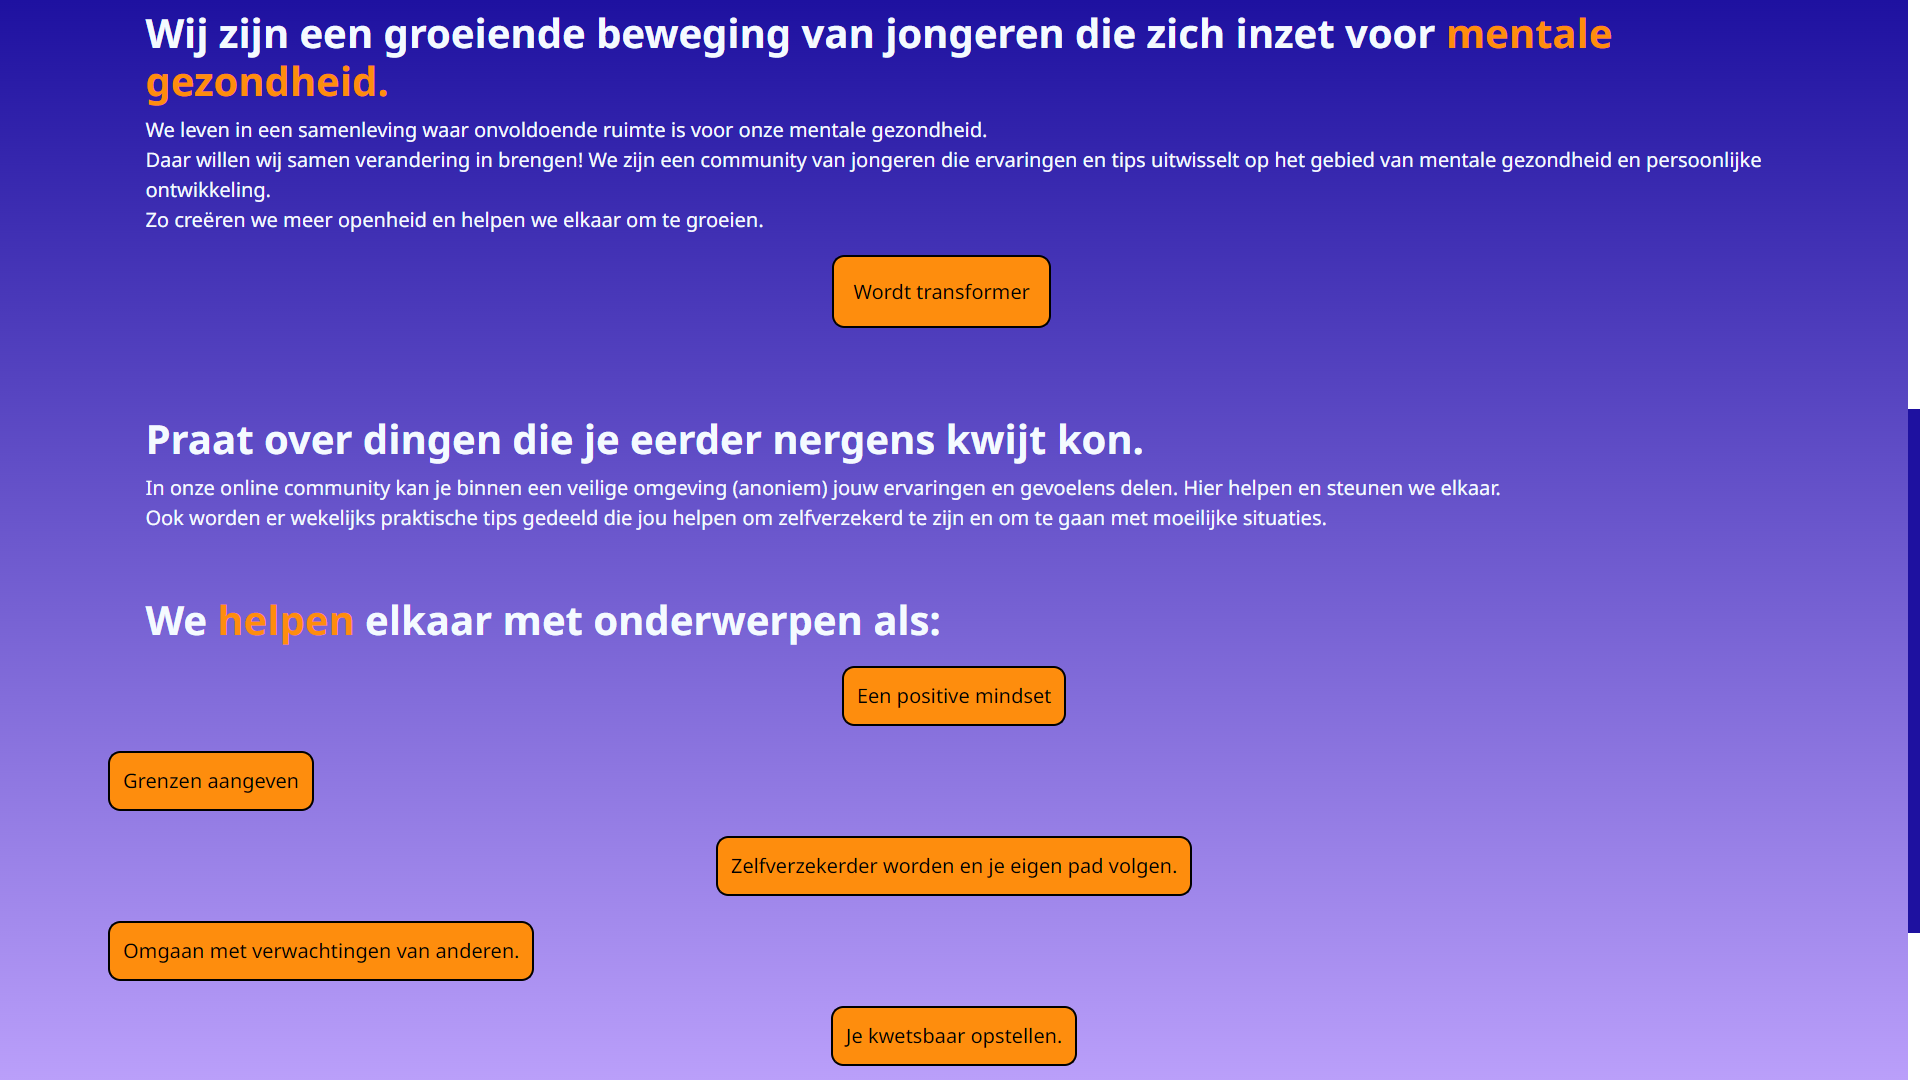 Wij zijn een groeiende beweging van jongeren die zich inzet voor mentale
gezondheid.
We leven in een samenleving waar onvoldoende ruimte is voor onze mentale gezondheid.
Daar willen wij samen verandering in brengen! We zijn een community van jongeren die ervaringen en tips uitwisselt op het gebied van mentale gezondheid en persoonlijke
ontwikkeling.
Zo creëren we meer openheid en helpen we elkaar om te groeien.
Wordt transformer
Praat over dingen die je eerder nergens kwijt kon.
In onze online community kan je binnen een veilige omgeving (anoniem) jouw ervaringen en gevoelens delen. Hier helpen en steunen we elkaar.
Ook worden er wekelijks praktische tips gedeeld die jou helpen om zelfverzekerd te zijn en om te gaan met moeilijke situaties.
We helpen elkaar met onderwerpen als:
Een positive mindset
Grenzen aangeven
Zelfverzekerder worden en je eigen pad volgen.
Omgaan met verwachtingen van anderen.
Je kwetsbaar opstellen.